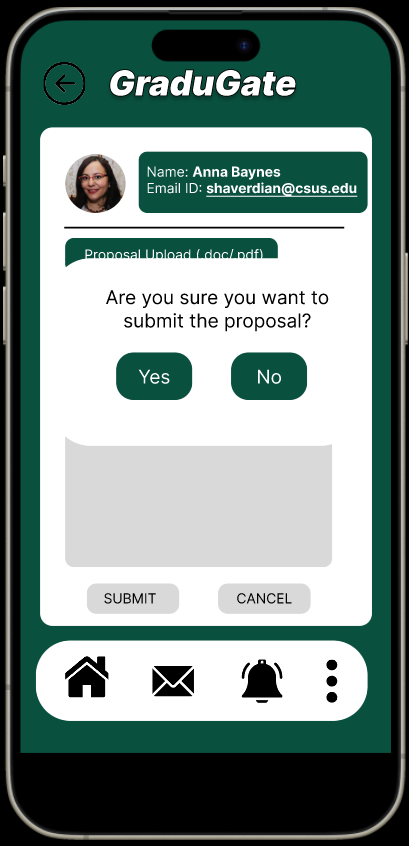 GraduGate
Name: Anna Baynes
Email ID: shaverdian@csus.edu
Proposal Upload (.doc/.pdf)
Are you sure you want to
submit the proposal?
Yes
No
SUBMIT
CANCEL